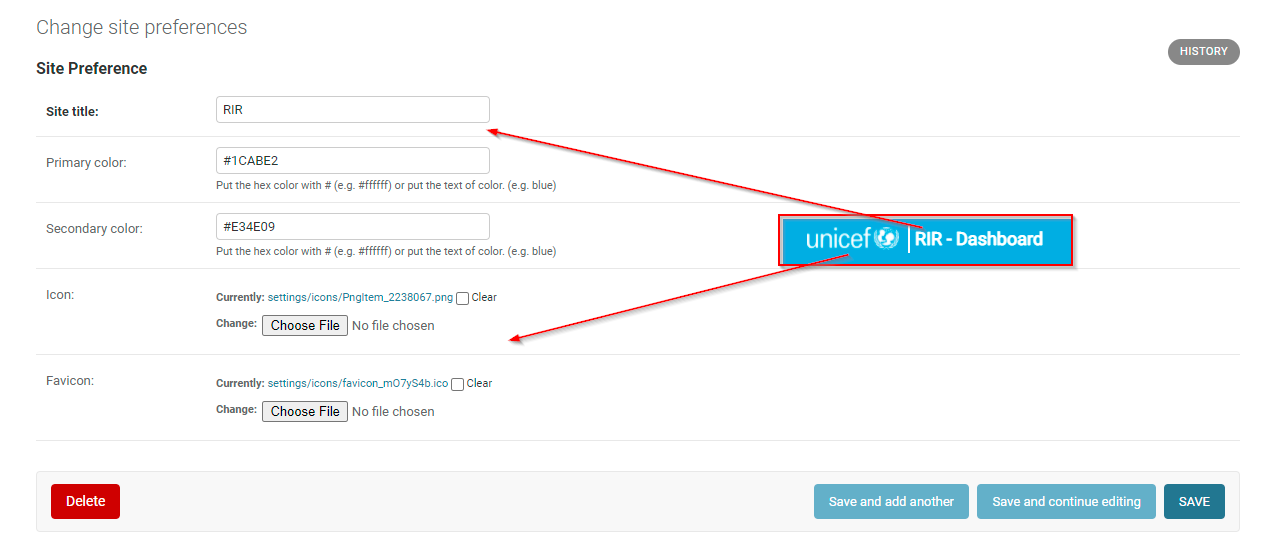 Change site preferences
HISTORY
Site Preference
Site title: RIR
Primary color: #1CABE2
Put the hex color with # (e.g. #ffffff) or put the text of color. (e.g. blue)
Secondary color: #E34E09
Put the hex color with # (e.g. #ffffff) or put the text of color. (e.g. blue)
unicef RIR - Dashboard
Icon: Currently: settings/icons/PngItem_2238067.png Clear
Change: Choose File No file chosen
Favicon: Currently: settings/icons/favicon_mO7yS4b.ico Clear
Change: Choose File No file chosen
Delete Save and add another Save and continue editing SAVE